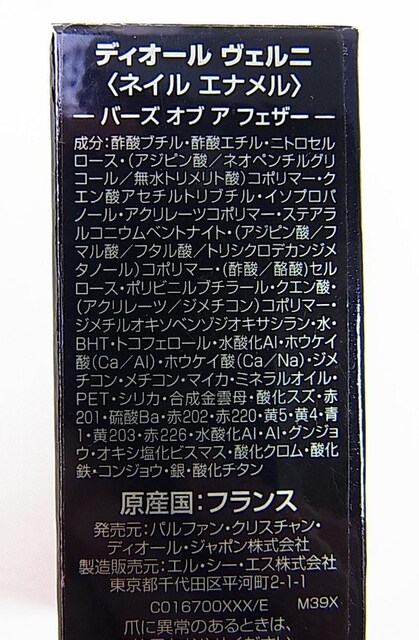 ディオール ヴェルニ
〈ネイル エナメル〉
― バーズ オブ ア フェザー ―
成分:酢酸ブチル・酢酸エチル・ニトロセル
ロース・(アジピン酸／ネオペンチルグリ
コール／無水トリメリト酸)コポリマー・ク
エン酸アセチルトリブチル・イソプロパ
ノール・アクリレーツコポリマー・ステアラ
ルコニウムベントナイト・(アジピン酸／フ
マル酸／フタル酸／トリシクロデカンジメ
タノール)コポリマー・(酢酸／酪酸)セル
ロース・ポリビニルブチラール・クエン酸・
(アクリレーツ／ジメチコン)コポリマー・
ジメチルオキソベンゾジオキサシラン・水・
BHT・トコフェロール・水酸化Al・ホウケイ
酸(Ca／Al)・ホウケイ酸(Ca／Na)・ジメ
チコン・メチコン・マイカ・ミネラルオイル・
PET・シリカ・合成金雲母・酸化スズ・赤
201・硫酸Ba・赤202・赤220・黄5・黄4・青
1・黄203・赤226・水酸化Al・Al・グンジョ
ウ・オキシ塩化ビスマス・酸化クロム・酸化
鉄・コンジョウ・銀・酸化チタン
原産国:フランス
発売元:パルファン・クリスチャン・
ディオール・ジャポン株式会社
製造販売元:エル・シー・エス株式会社
東京都千代田区平河町2-1-1
C016700XXX/E M39X
爪に異常のあるときは、